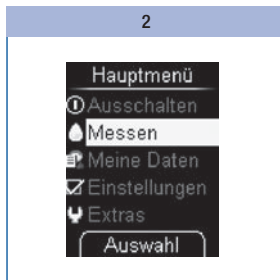 2
Hauptmenü
Ausschalten
Messen
Meine Daten
Einstellungen
Extras
Auswahl